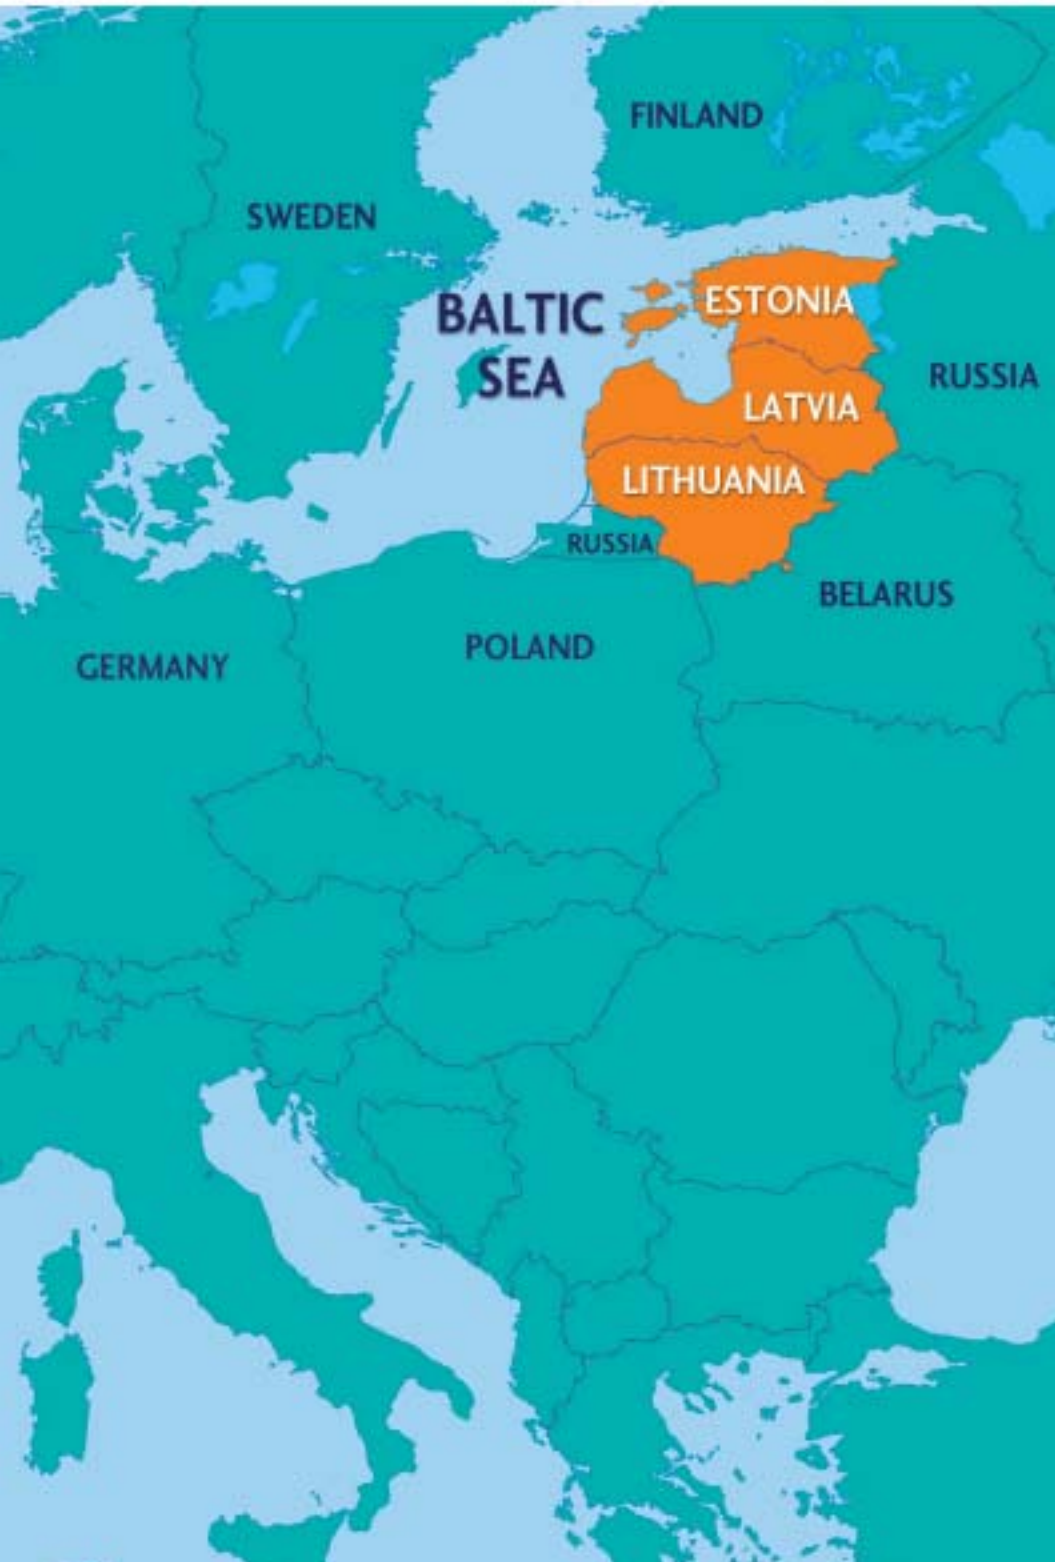 FINLAND
SWEDEN
BALTIC
SEA
ESTONIA
RUSSIA
LATVIA
LITHUANIA
RUSSIA
BELARUS
POLAND
GERMANY